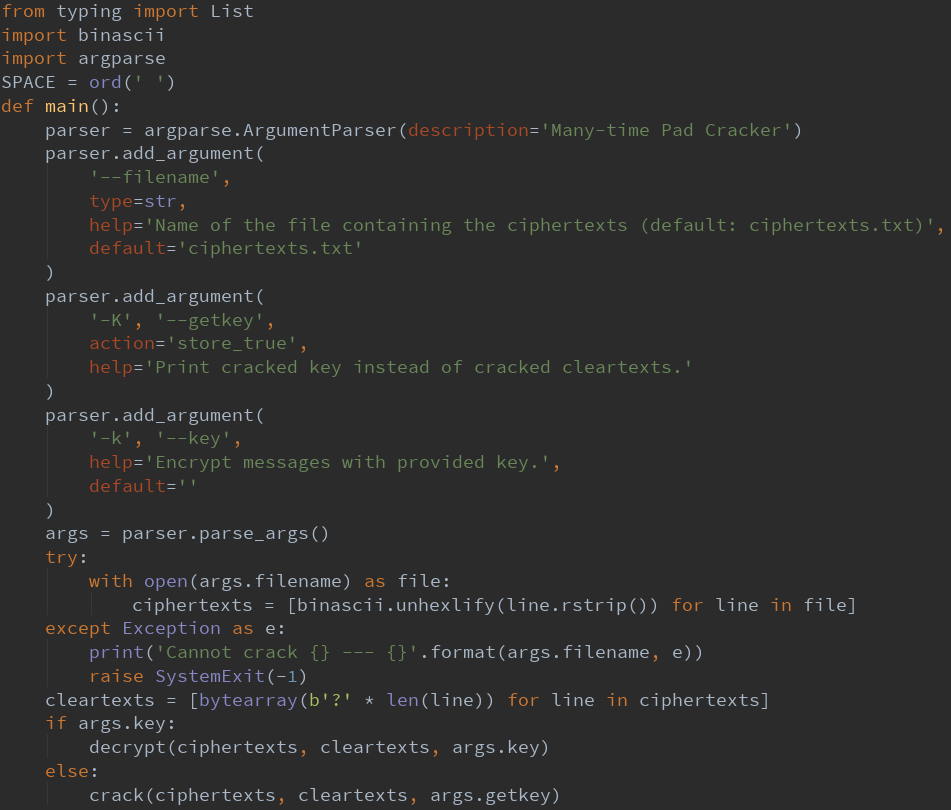 from typing import List
import binascii
import argparse
SPACE = ord(' ')
def main():
    parser = argparse.ArgumentParser(description='Many-time Pad Cracker')
    parser.add_argument(
        '--filename',
        type=str,
        help='Name of the file containing the ciphertexts (default: ciphertexts.txt)',
        default='ciphertexts.txt'
    )
    parser.add_argument(
        '-K', '--getkey',
        action='store_true',
        help='Print cracked key instead of cracked cleartexts.'
    )
    parser.add_argument(
        '-k', '--key',
        help='Encrypt messages with provided key.',
        default=''
    )
    args = parser.parse_args()
    try:
        with open(args.filename) as file:
            ciphertexts = [binascii.unhexlify(line.rstrip()) for line in file]
    except Exception as e:
        print('Cannot crack {} --- {}'.format(args.filename, e))
        raise SystemExit(-1)
    cleartexts = [bytearray(b'?' * len(line)) for line in ciphertexts]
    if args.key:
        decrypt(ciphertexts, cleartexts, args.key)
    else:
        crack(ciphertexts, cleartexts, args.getkey)